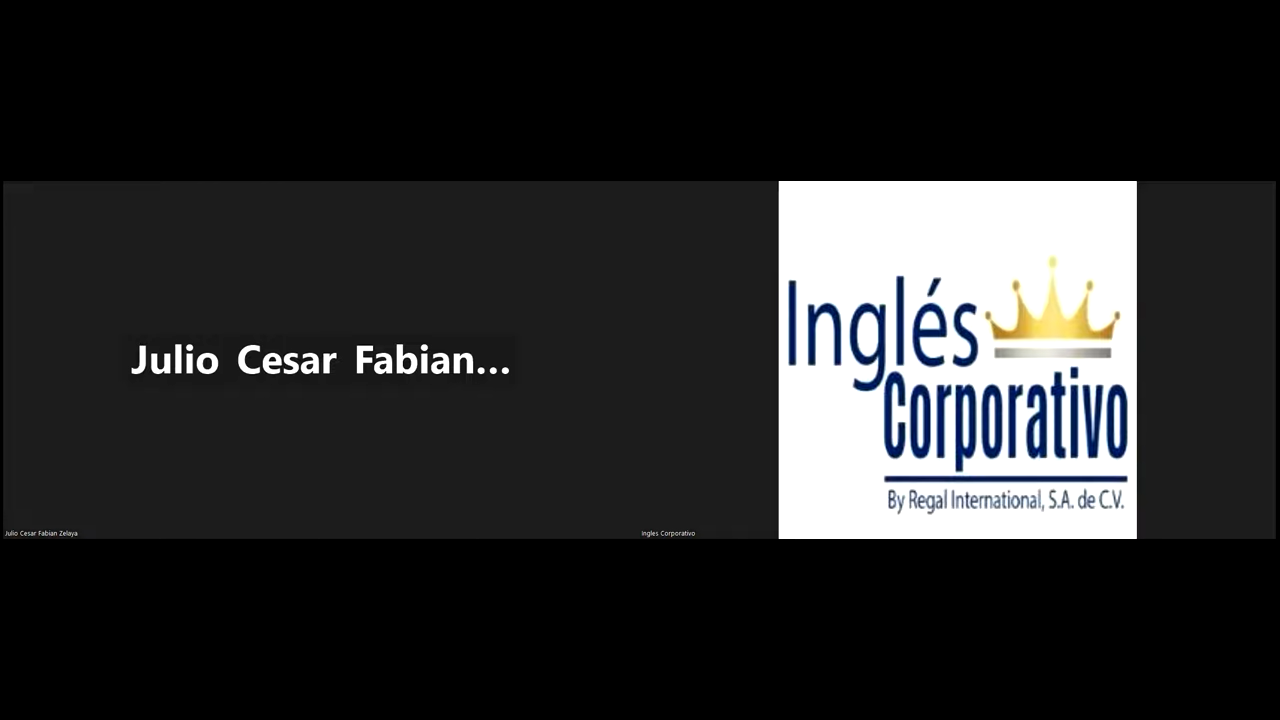 Julio Cesar Fabian...
Julio Cesar Fabian Zelaya
Inglés
Corporativo
By Regal International, S.A. de C.V.
Ingles Corporativo